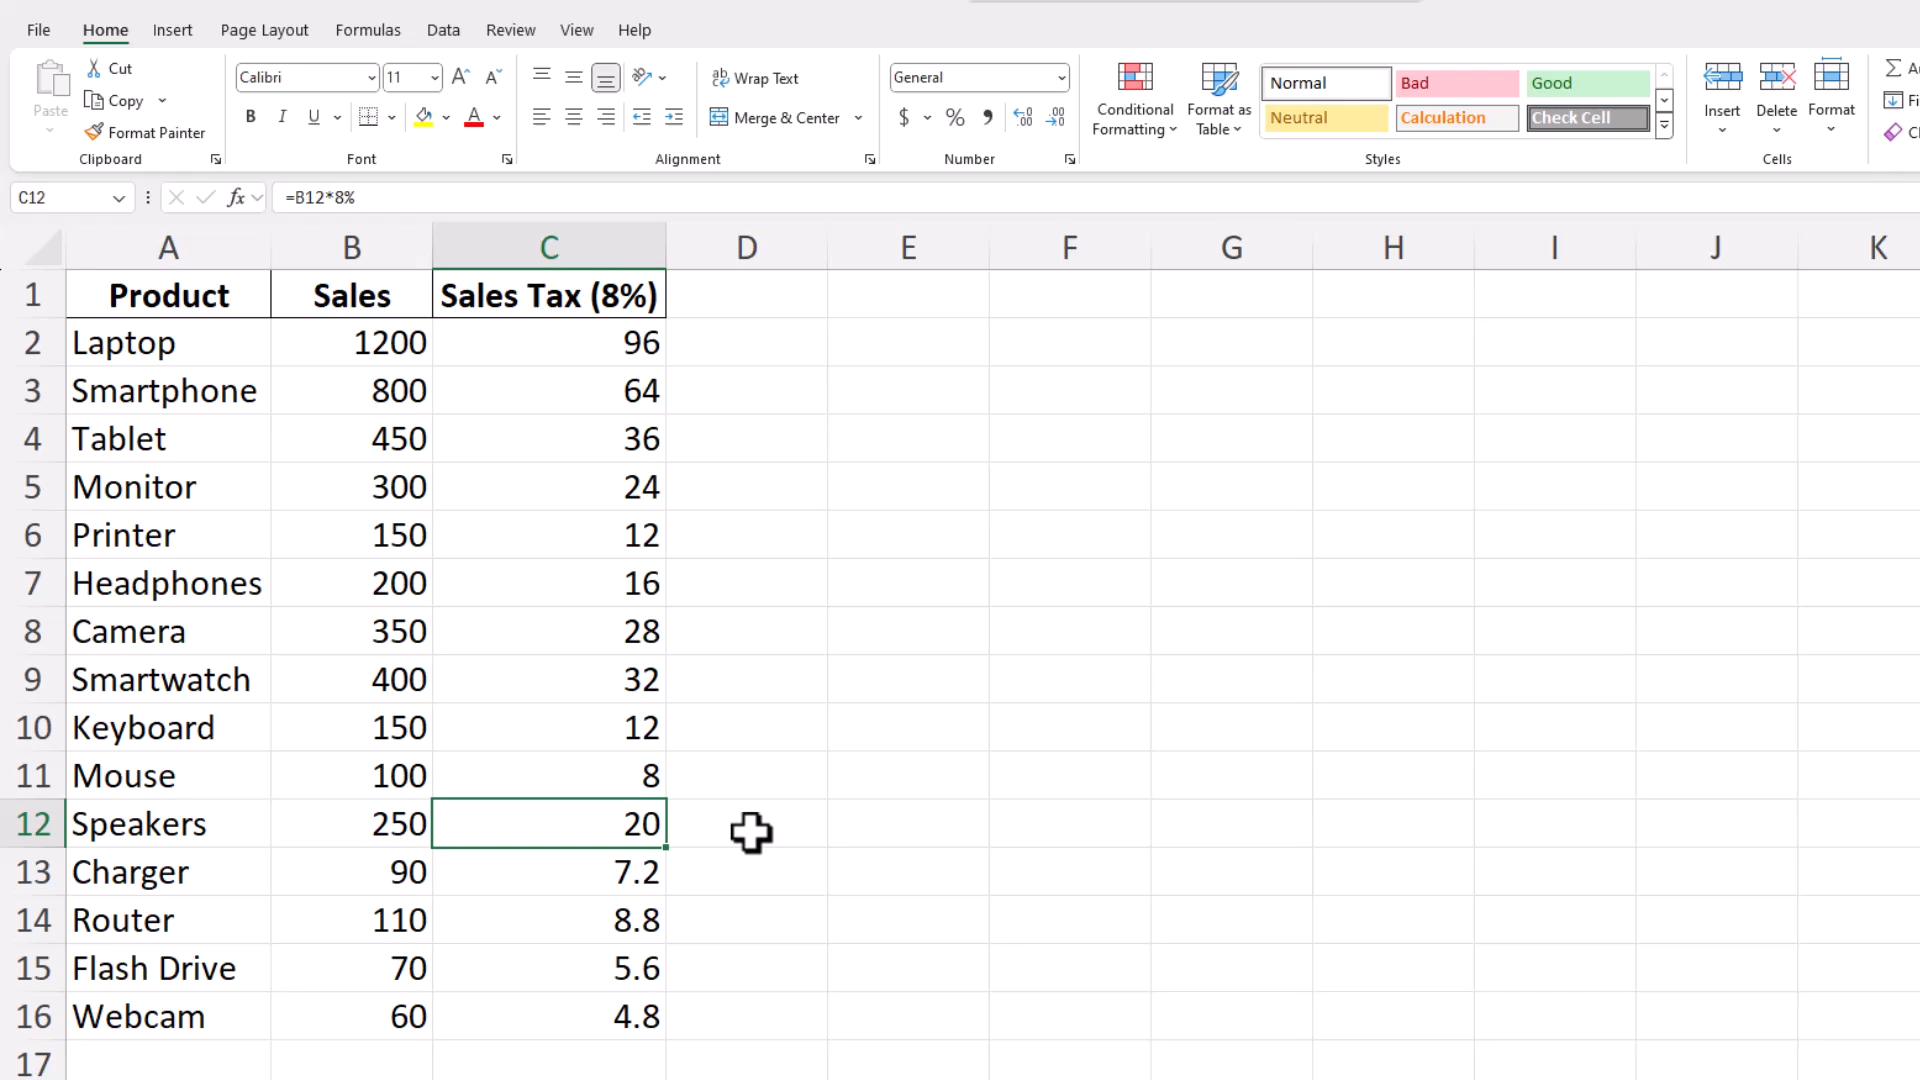 File Home Insert Page Layout Formulas Data Review View Help
Paste Cut Copy Format Painter Clipboard
Calibri 11 B I U A Font
Wrap Text Merge & Center Alignment
General $ % Number
Conditional Formatting Format as Table
Normal Bad Good
Neutral Calculation Check Cell
Styles
Insert Delete Format Cells
C12 fx =B12*8%
A B C D E F G H I J K
1 Product Sales Sales Tax (8%)
2 Laptop 1200 96
3 Smartphone 800 64
4 Tablet 450 36
5 Monitor 300 24
6 Printer 150 12
7 Headphones 200 16
8 Camera 350 28
9 Smartwatch 400 32
10 Keyboard 150 12
11 Mouse 100 8
12 Speakers 250 20
13 Charger 90 7.2
14 Router 110 8.8
15 Flash Drive 70 5.6
16 Webcam 60 4.8
17